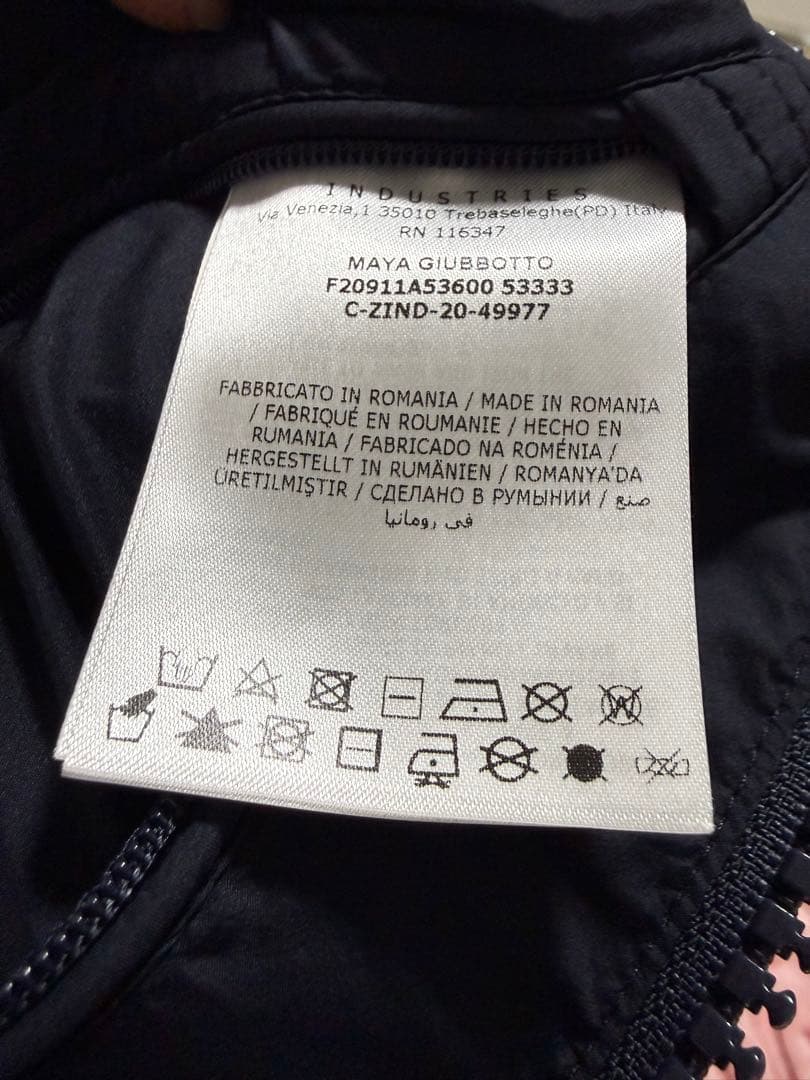 INDUSTRIES
Via Venezia,1 35010 Trebaseleghe(PD) Italy
RN 116347
MAYA GIUBBOTTO
F20911A53600 53333
C-ZIND-20-49977
FABBRICATO IN ROMANIA / MADE IN ROMANIA
/ FABRIQUÉ EN ROUMANIE / HECHO EN
RUMANIA / FABRICADO NA ROMÉNIA /
HERGESTELLT IN RUMÄNIEN / ROMANYA'DA
ÜRETILMIŞTIR / СДЕЛАНО В РУМЫНИИ / صنع
في رومانيا
W